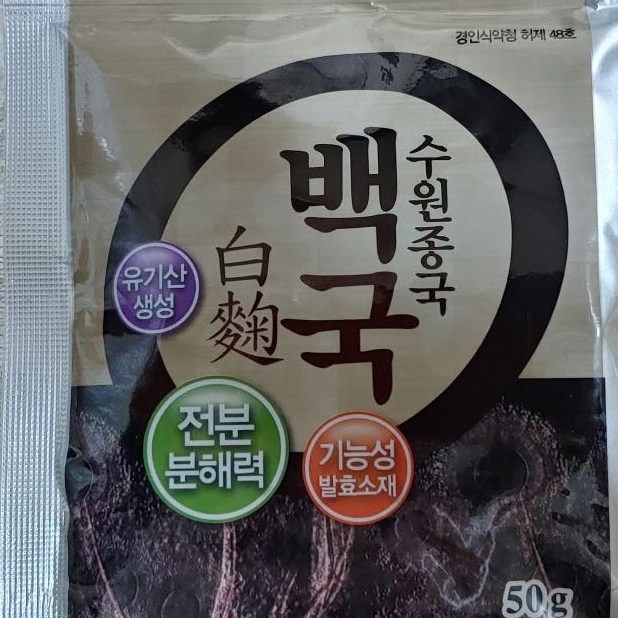 경인식약청 허제 48호
수원종국
백국
白麴
유기산
생성
전분
분해력
기능성
발효소재
50g